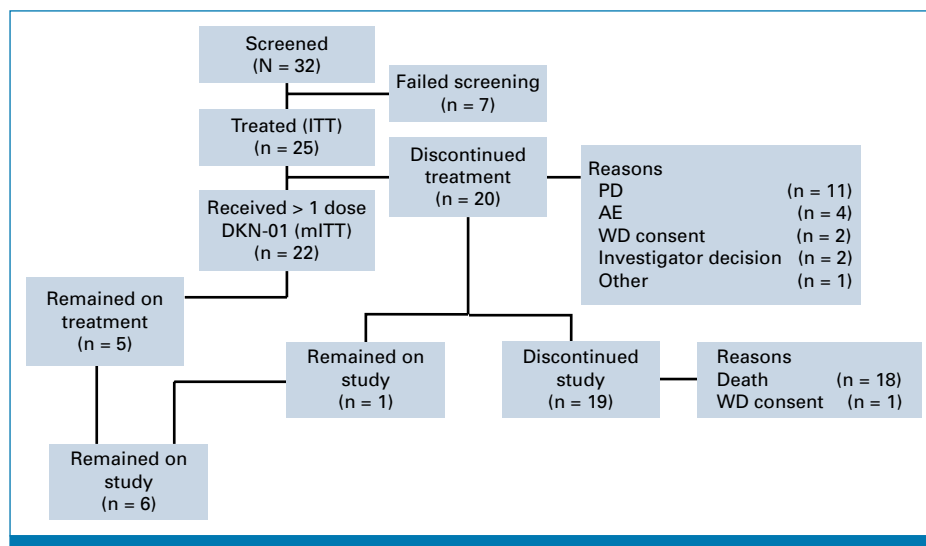 Screened
(N = 32)
Failed screening
(n = 7)
Treated (ITT)
(n = 25)
Discontinued
treatment
(n = 20)
Reasons
PD (n = 11)
AE (n = 4)
WD consent (n = 2)
Investigator decision (n = 2)
Other (n = 1)
Received > 1 dose
DKN-01 (mITT)
(n = 22)
Remained on
treatment
(n = 5)
Remained on
study
(n = 1)
Discontinued
study
(n = 19)
Reasons
Death (n = 18)
WD consent (n = 1)
Remained on
study
(n = 6)